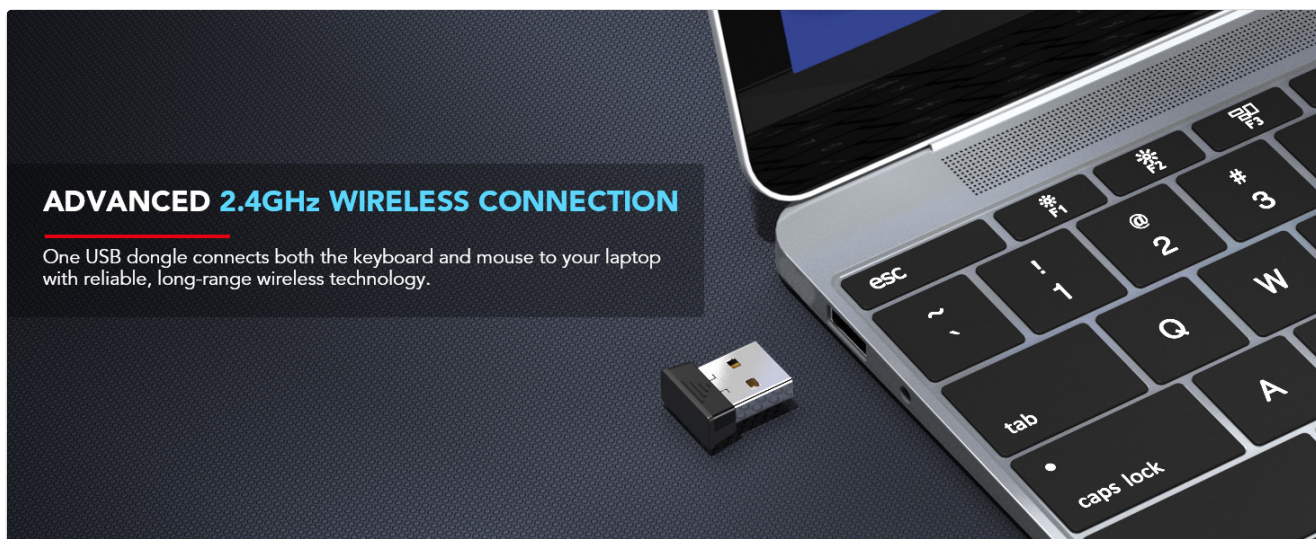 ADVANCED 2.4GHz WIRELESS CONNECTION
One USB dongle connects both the keyboard and mouse to your laptop
with reliable, long-range wireless technology.
esc
F1
F2
F3
~
`
!
1
@
2
#
3
tab
Q
W
caps lock
A